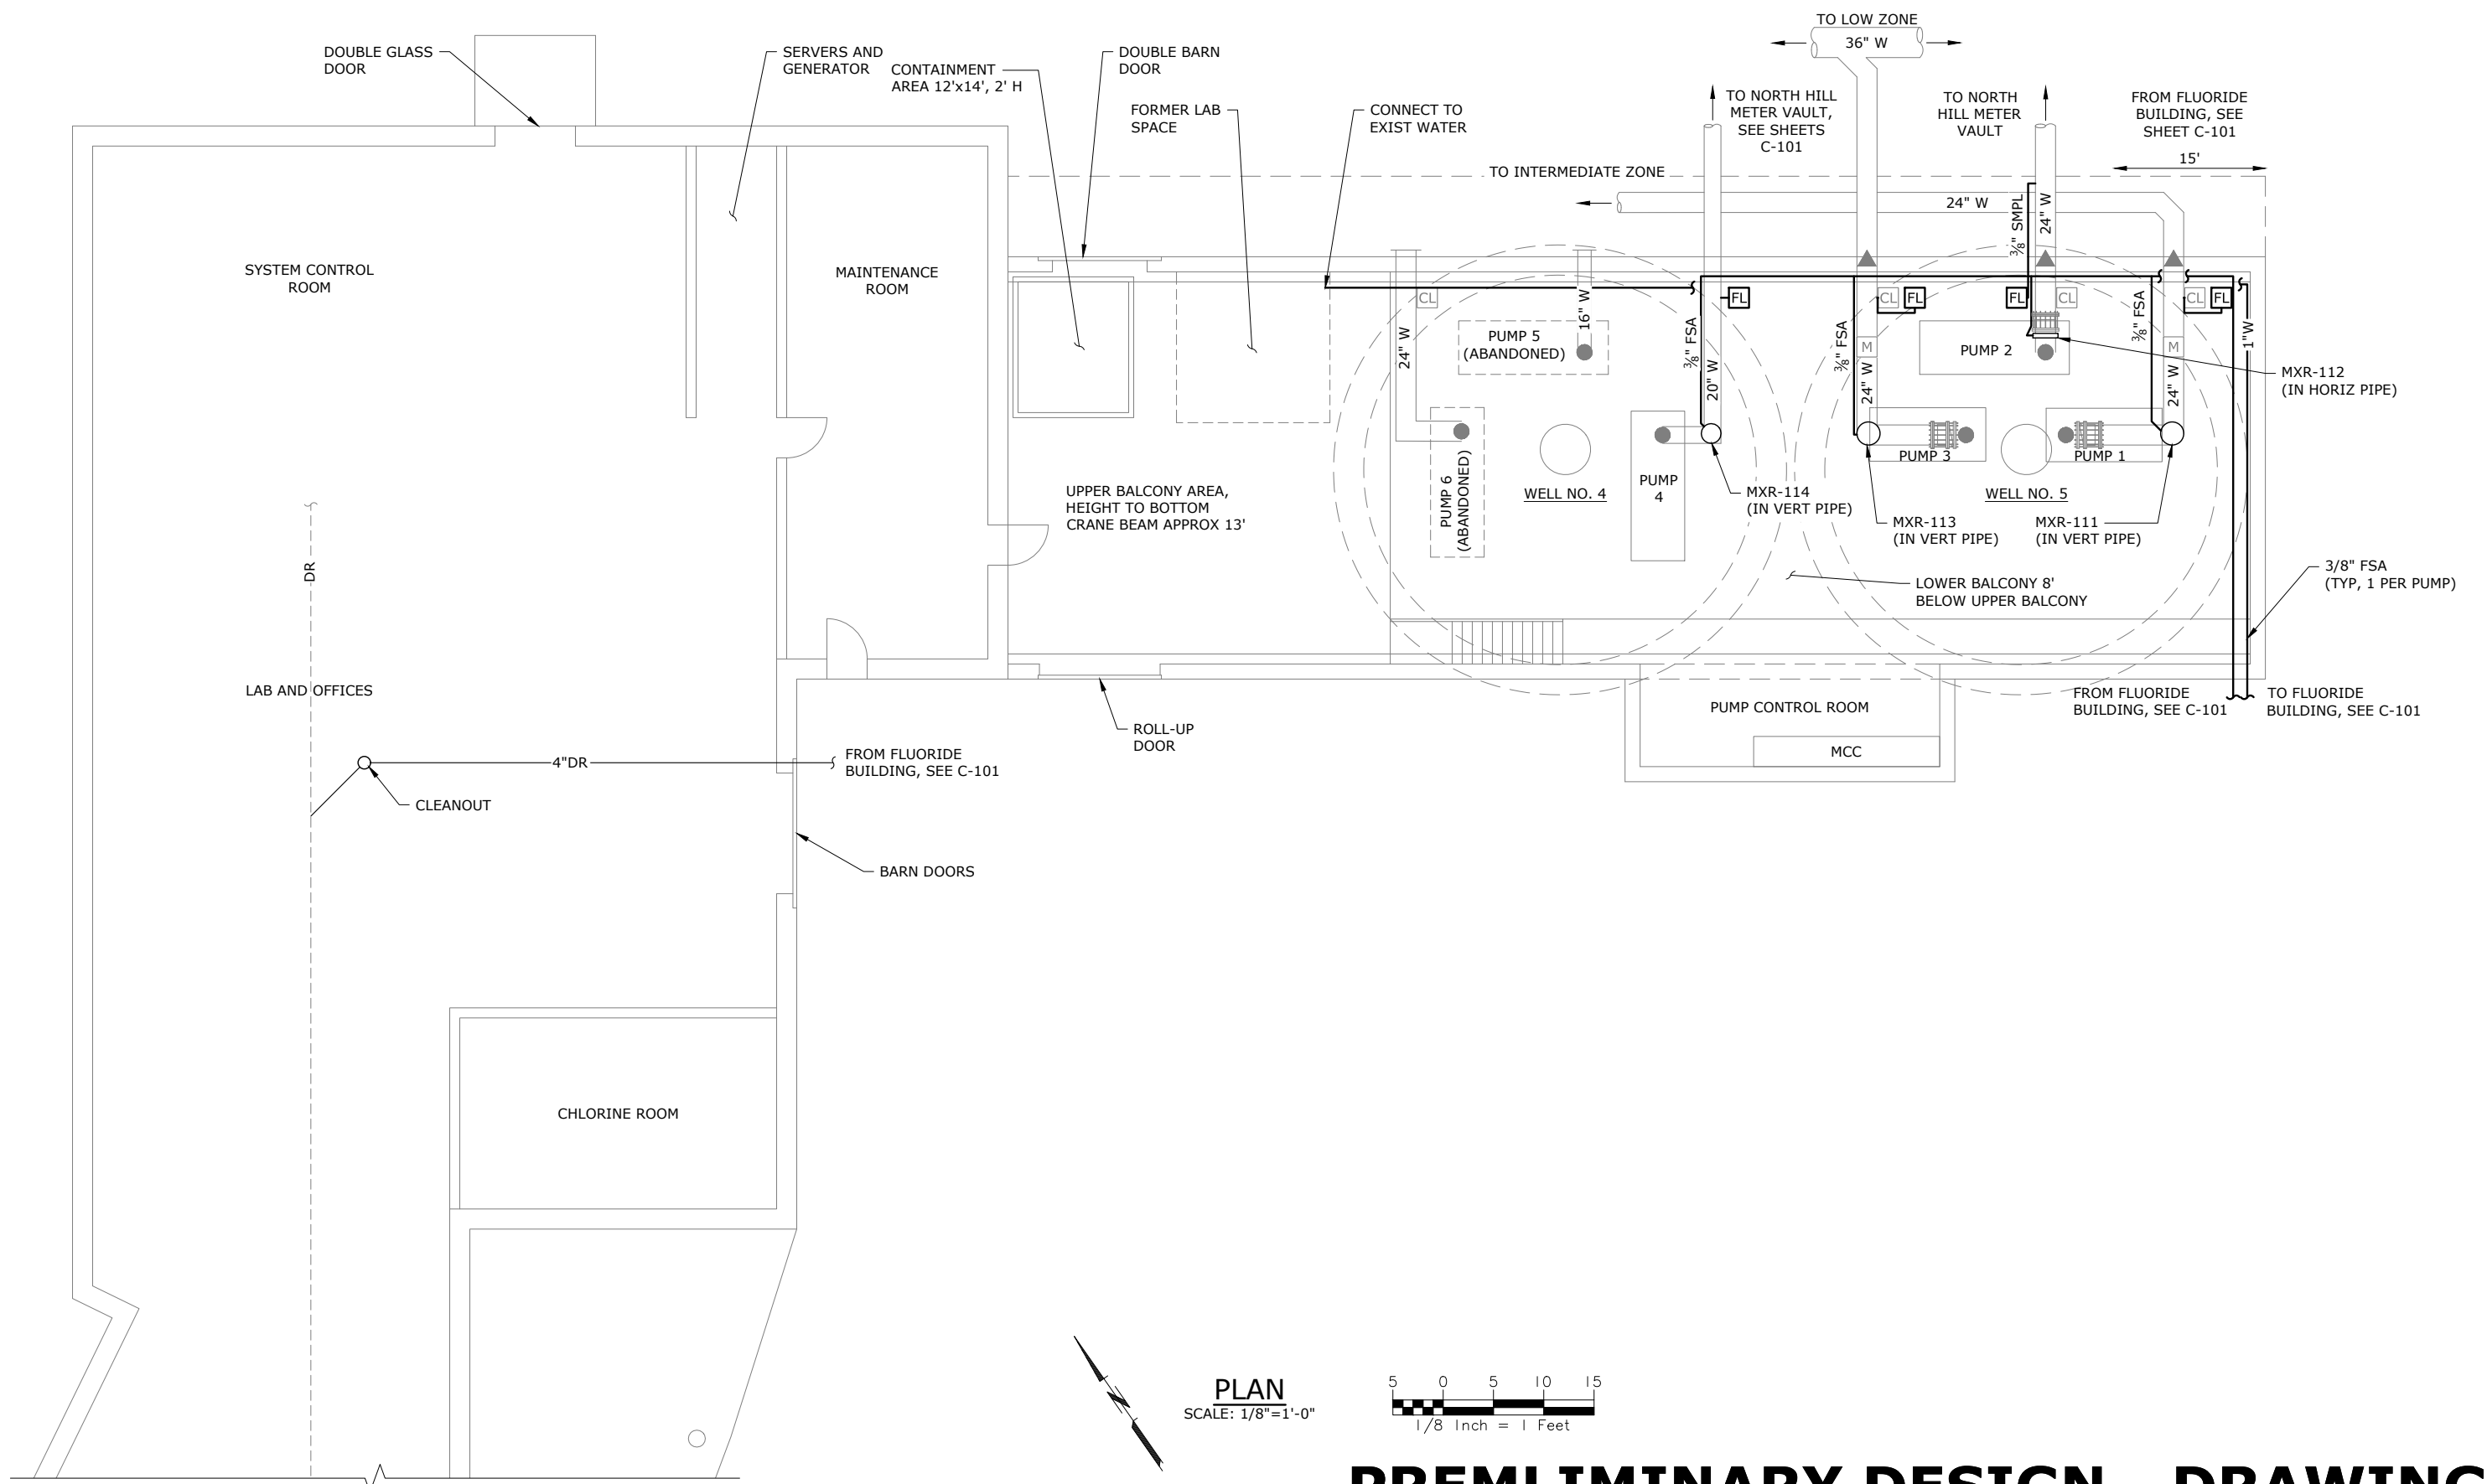 TO LOW ZONE
36" W
DOUBLE GLASS
DOOR
SERVERS AND
GENERATOR
CONTAINMENT
AREA 12'x14', 2' H
DOUBLE BARN
DOOR
FORMER LAB
SPACE
CONNECT TO
EXIST WATER
TO NORTH HILL
METER VAULT,
SEE SHEETS
C-101
TO NORTH
HILL METER
VAULT
FROM FLUORIDE
BUILDING, SEE
SHEET C-101
15'
TO INTERMEDIATE ZONE
24" W
3/8" SMPL
24" W
SYSTEM CONTROL
ROOM
MAINTENANCE
ROOM
CL
16" W
FL
CL
FL
FL
CL
CL
FL
24" W
PUMP 5
(ABANDONED)
3/8" FSA
20" W
3/8" FSA
M
24" W
PUMP 2
3/8" FSA
M
24" W
1"W
MXR-112
(IN HORIZ PIPE)
PUMP 6
(ABANDONED)
WELL NO. 4
PUMP
4
PUMP 3
PUMP 1
WELL NO. 5
UPPER BALCONY AREA,
HEIGHT TO BOTTOM
CRANE BEAM APPROX 13'
MXR-114
(IN VERT PIPE)
MXR-113
(IN VERT PIPE)
MXR-111
(IN VERT PIPE)
DR
LOWER BALCONY 8'
BELOW UPPER BALCONY
3/8" FSA
(TYP, 1 PER PUMP)
LAB AND OFFICES
FROM FLUORIDE
BUILDING, SEE C-101
TO FLUORIDE
BUILDING, SEE C-101
PUMP CONTROL ROOM
MCC
ROLL-UP
DOOR
4"DR
FROM FLUORIDE
BUILDING, SEE C-101
CLEANOUT
BARN DOORS
CHLORINE ROOM
PLAN
SCALE: 1/8"=1'-0"
5 0 5 10 15
1/8 Inch = 1 Feet
PREMLIMINARY DESIGN DRAWING